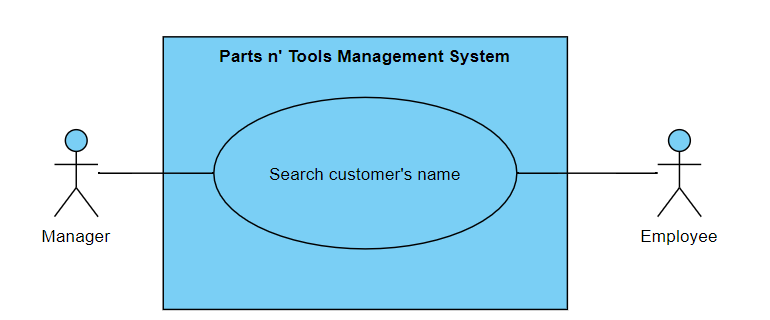 Parts n' Tools Management System
Search customer's name
Manager
Employee